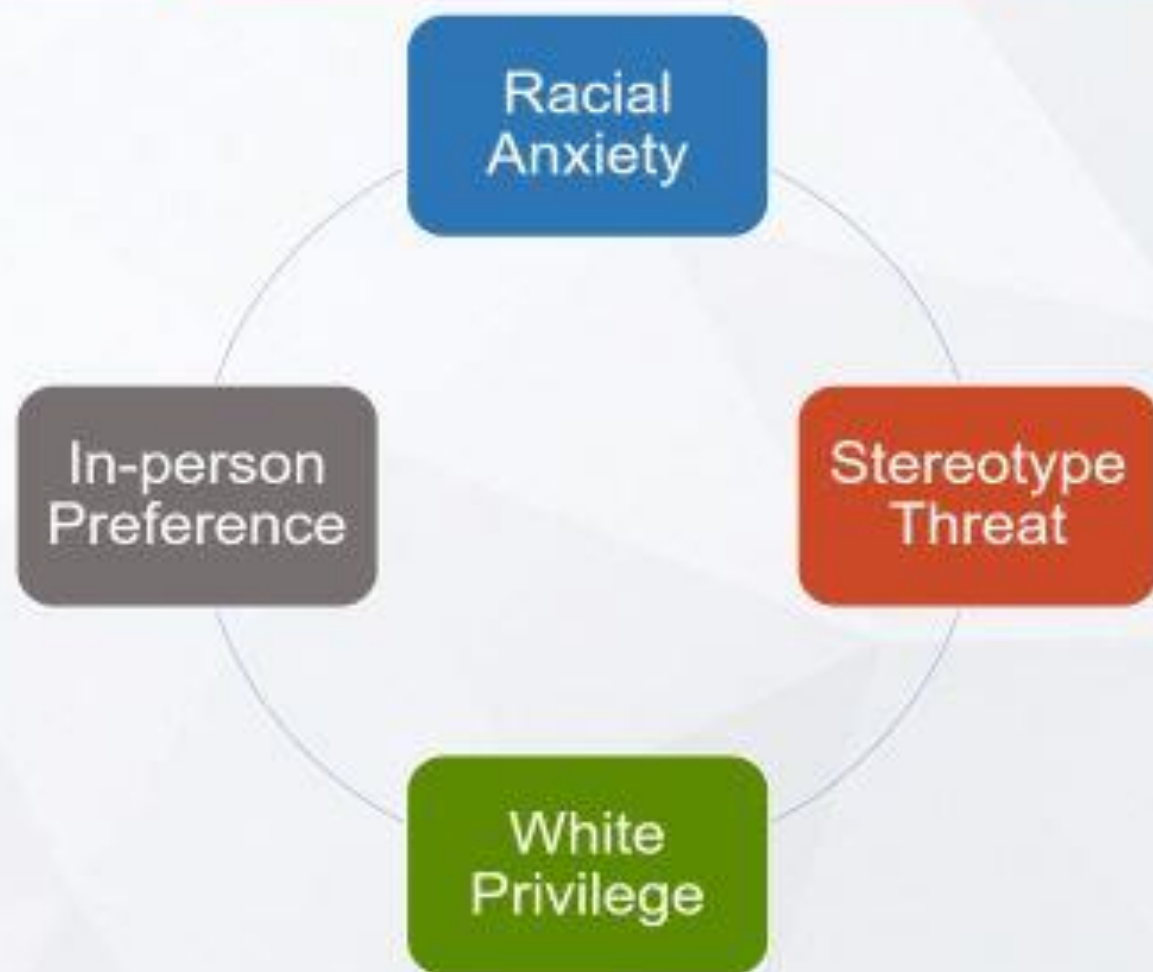 Racial
Anxiety
In-person
Preference
Stereotype
Threat
White
Privilege